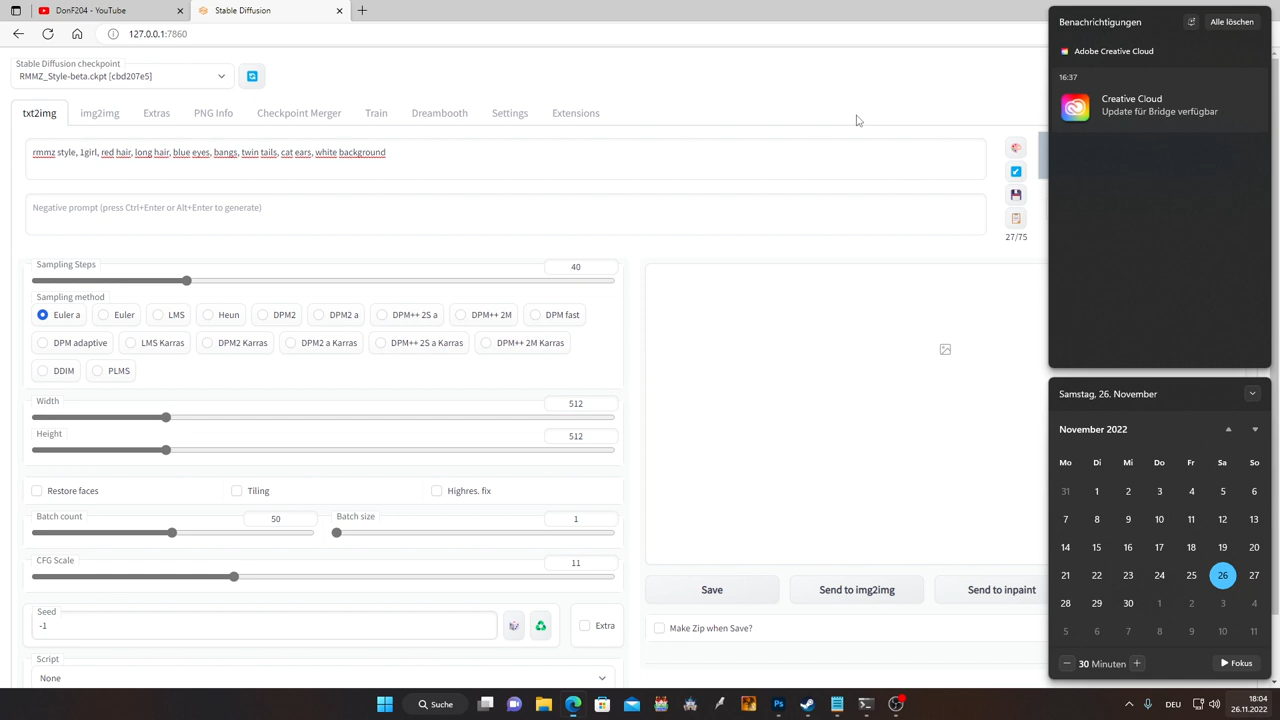 DonF204 - YouTube
Stable Diffusion
127.0.0.1:7860
Stable Diffusion checkpoint
RMMZ_Style-beta.ckpt [cbd207e5]
txt2img
img2img
Extras
PNG Info
Checkpoint Merger
Train
Dreambooth
Settings
Extensions
rmmz style, 1girl, red hair, long hair, blue eyes, bangs, twin tails, cat ears, white background
Negative prompt (press Ctrl+Enter or Alt+Enter to generate)
27/75
Sampling Steps
40
Sampling method
Euler a
Euler
LMS
Heun
DPM2
DPM2 a
DPM++ 2S a
DPM++ 2M
DPM fast
DPM adaptive
LMS Karras
DPM2 Karras
DPM2 a Karras
DPM++ 2S a Karras
DPM++ 2M Karras
DDIM
PLMS
Width
512
Height
512
Restore faces
Tiling
Highres. fix
Batch count
50
Batch size
1
CFG Scale
11
Seed
-1
Extra
Script
None
Save
Send to img2img
Send to inpaint
Make Zip when Save?
Benachrichtigungen
Alle löschen
Adobe Creative Cloud
16:37
Creative Cloud
Update für Bridge verfügbar
Samstag, 26. November
November 2022
Mo Di Mi Do Fr Sa So
31 1 2 3 4 5 6
7 8 9 10 11 12 13
14 15 16 17 18 19 20
21 22 23 24 25 26 27
28 29 30 1 2 3 4
5 6 7 8 9 10 11
30 Minuten
Fokus
Suche
DEU
18:04
26.11.2022